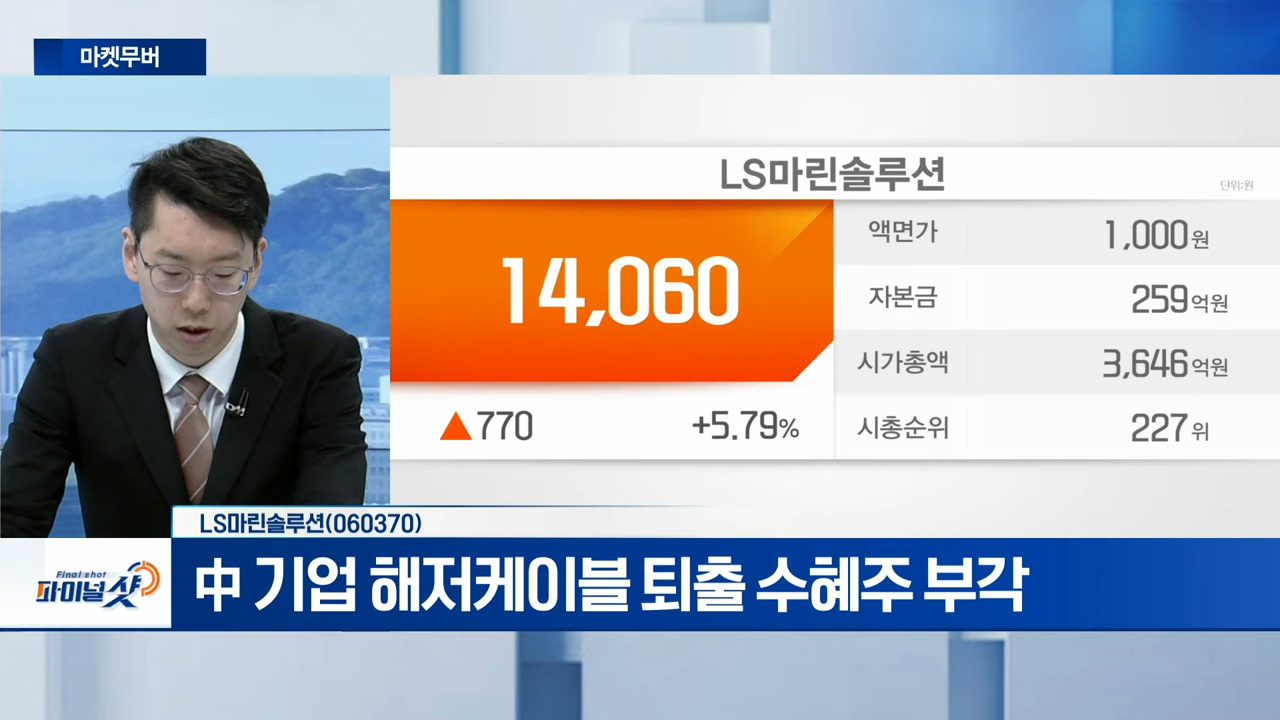 마켓무버
LS마린솔루션
단위:원
14,060
▲770 +5.79%
액면가 1,000원
자본금 259억원
시가총액 3,646억원
시총순위 227위
LS마린솔루션(060370)
Final shot
파이널샷
中 기업 해저케이블 퇴출 수혜주 부각